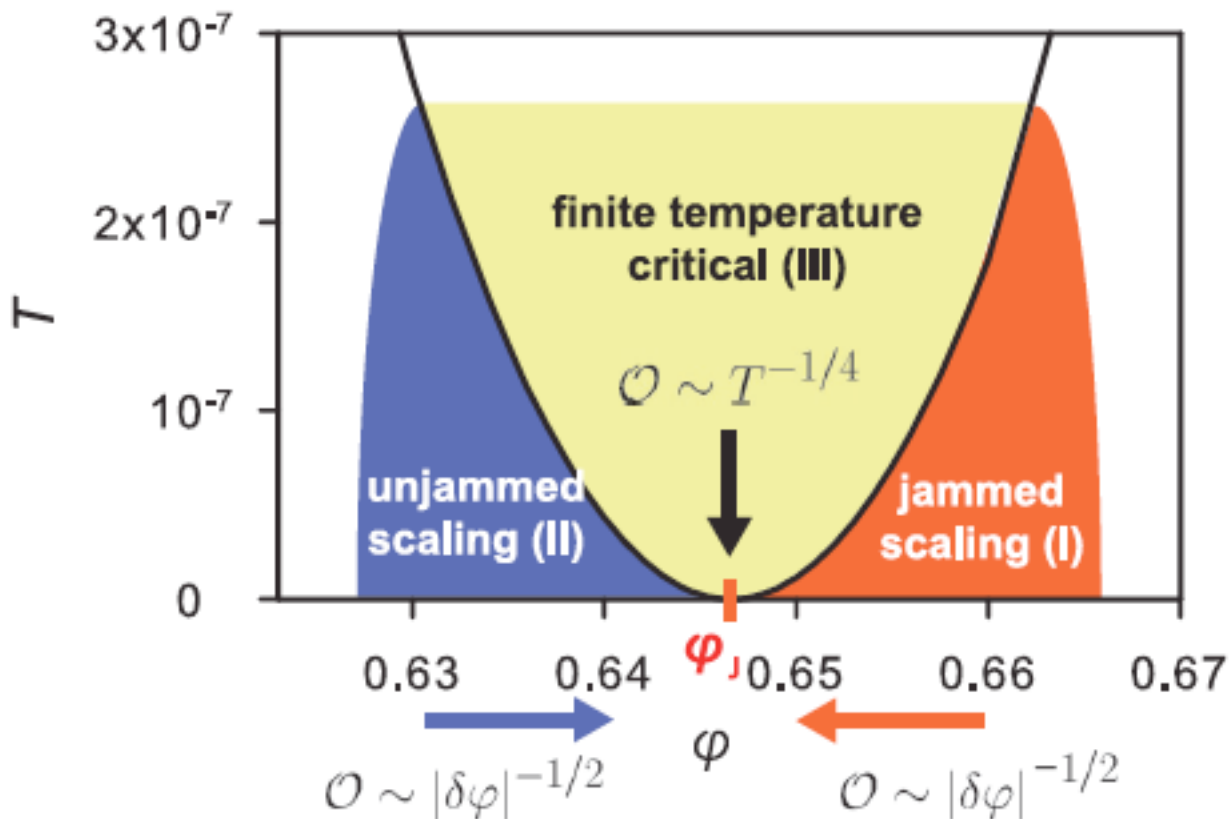 3x10⁻⁷
2x10⁻⁷
10⁻⁷
0
T
finite temperature
critical (III)
𝒪 ∼ T⁻¹/⁴
unjammed
scaling (II)
jammed
scaling (I)
0.63 0.64 φJ 0.65 0.66 0.67
φ
𝒪 ∼ |δφ|⁻¹/² 𝒪 ∼ |δφ|⁻¹/²